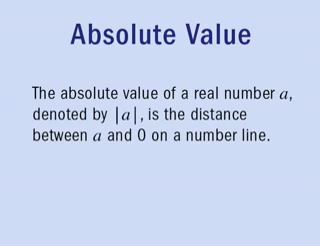 Absolute Value
The absolute value of a real number a,
denoted by |a|, is the distance
between a and 0 on a number line.